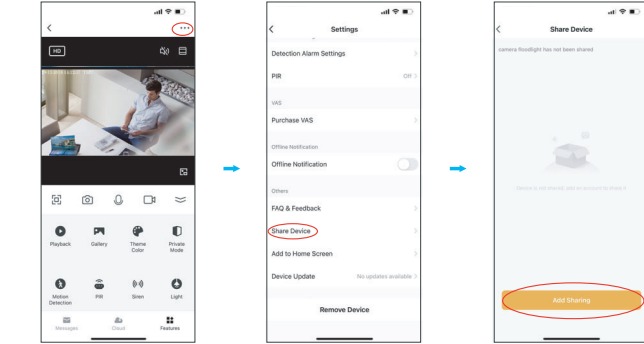 HD
Playback
Gallery
Theme Color
Private Mode
Motion Detection
PIR
Siren
Light
Messages
Cloud
Features
Settings
Detection Alarm Settings
PIR
Off
VAS
Purchase VAS
Offline Notification
Offline Notification
Others
FAQ & Feedback
Share Device
Add to Home Screen
Device Update
No updates available
Remove Device
Share Device
camera floodlight has not been shared
Add Sharing